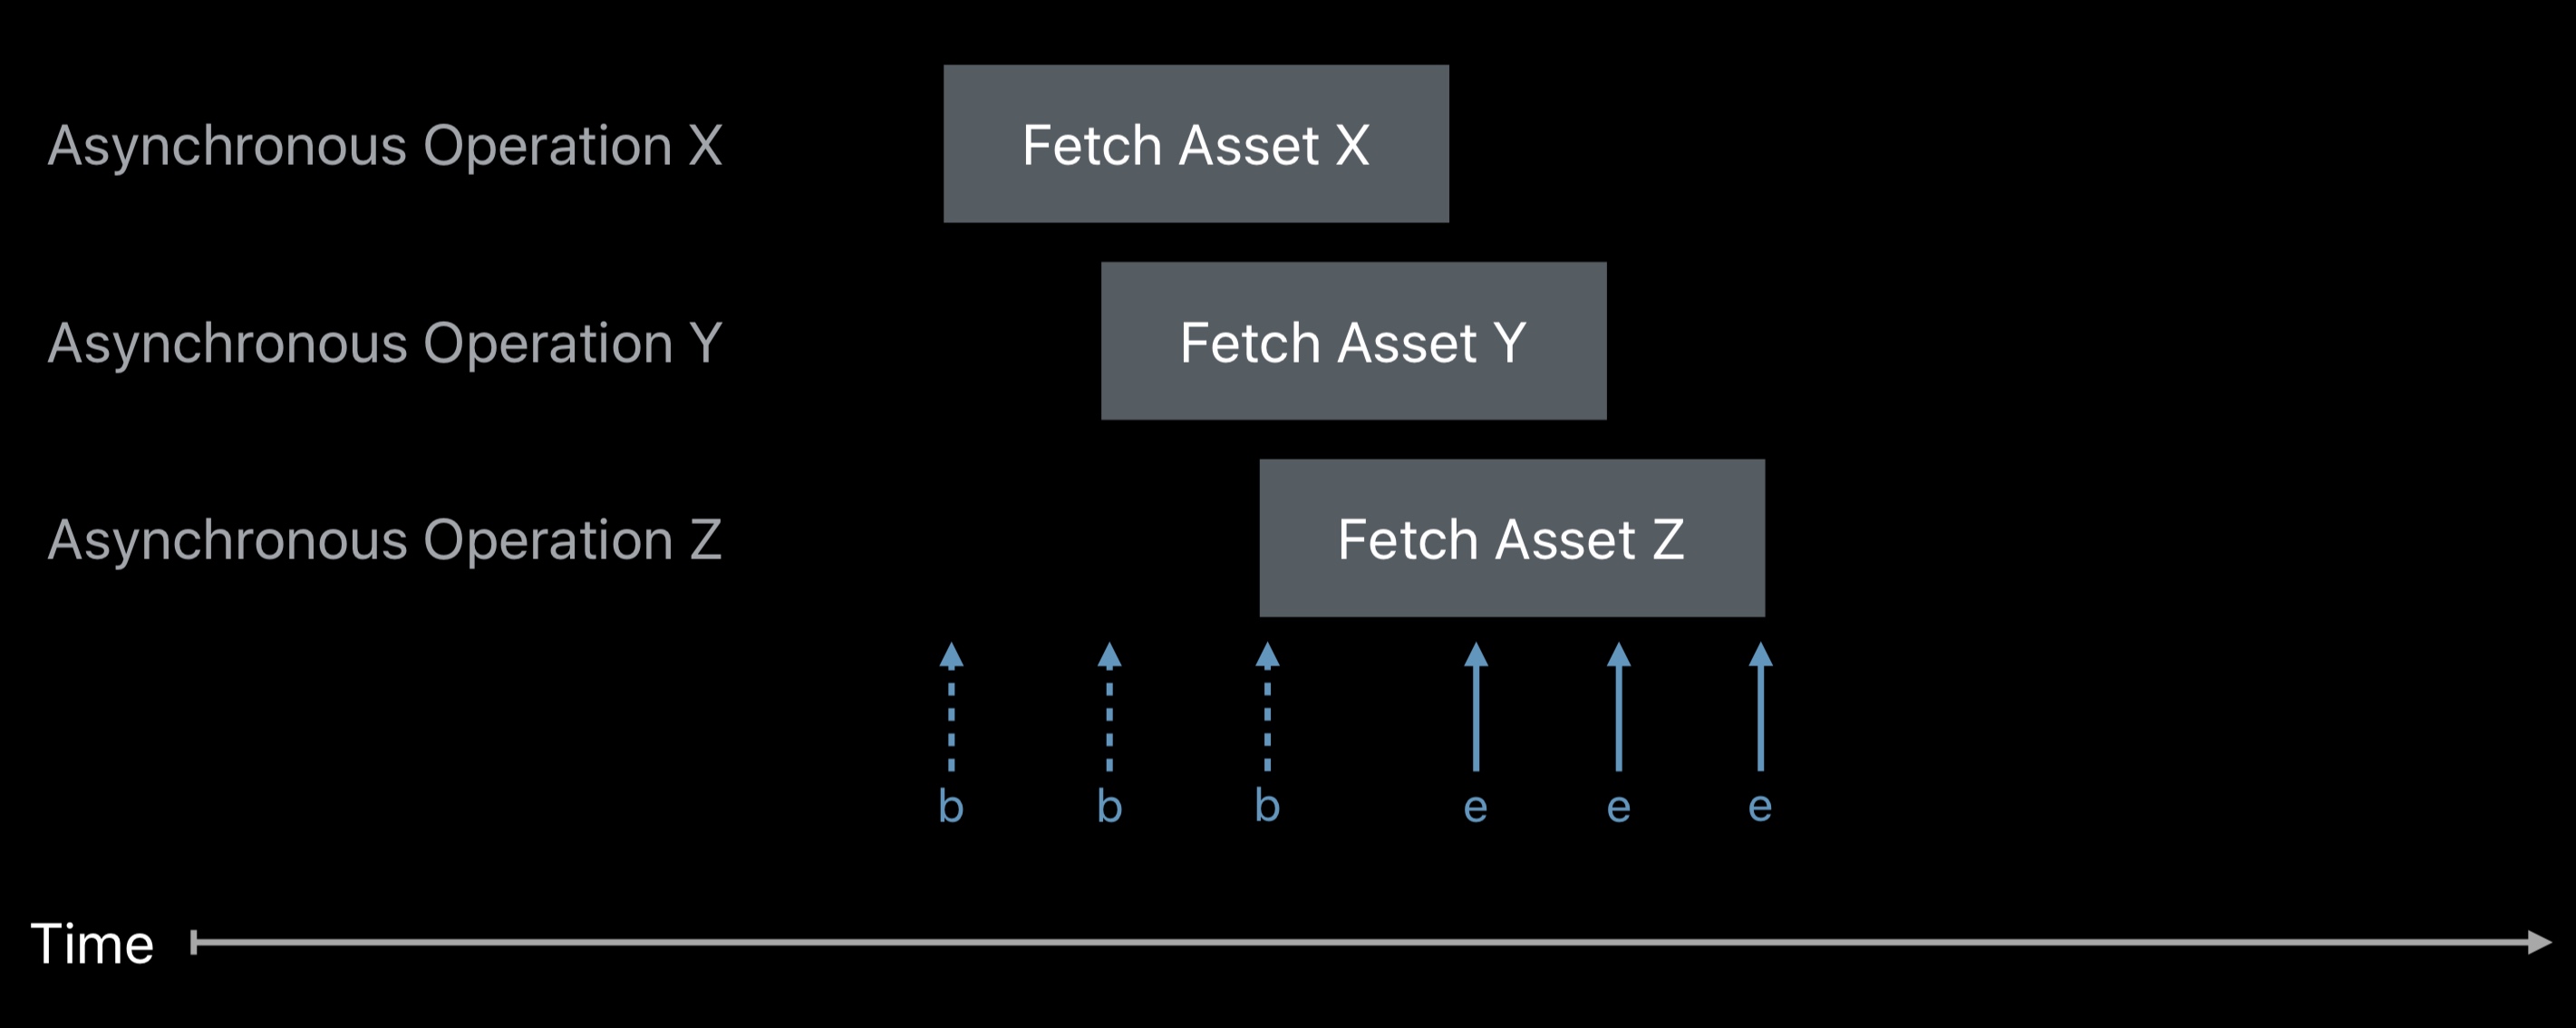 Asynchronous Operation X
Fetch Asset X
Asynchronous Operation Y
Fetch Asset Y
Asynchronous Operation Z
Fetch Asset Z
b b b e e e
Time